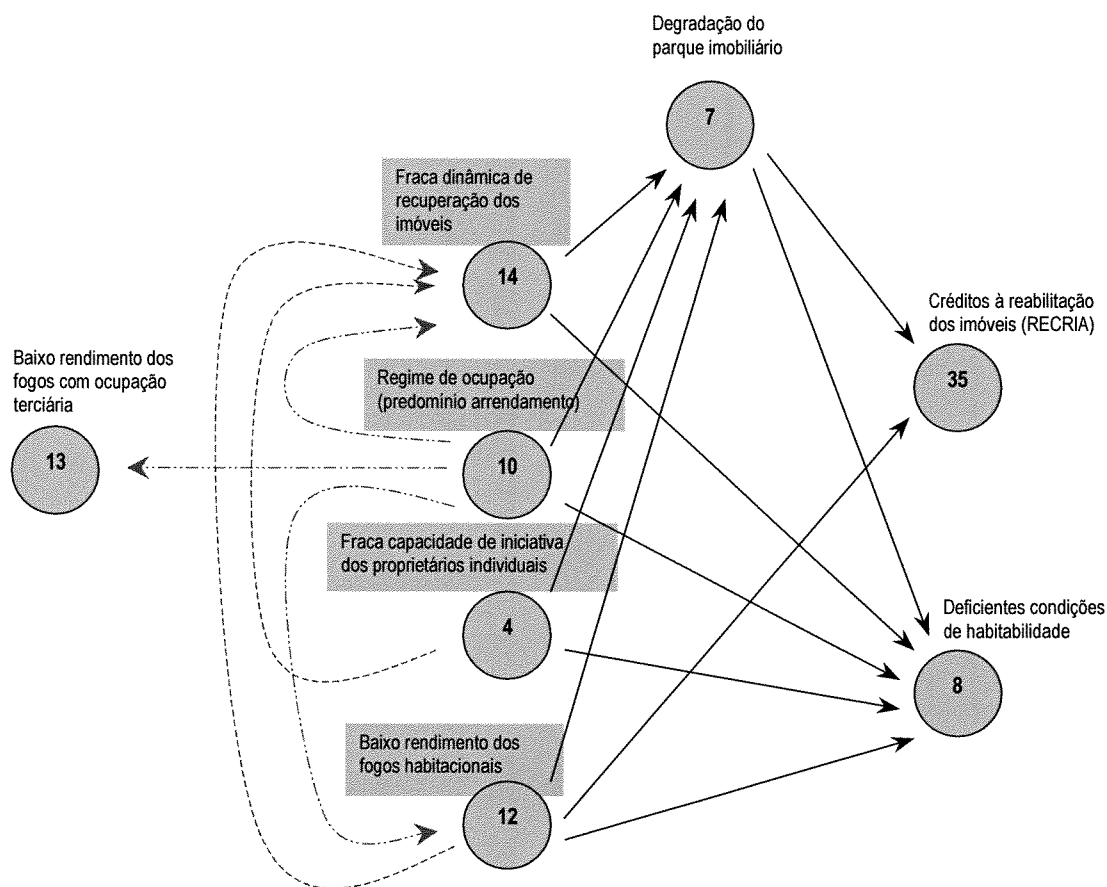 Degradação do
parque imobiliário
7
Fraca dinâmica de
recuperação dos
imóveis
14
Créditos à reabilitação
dos imóveis (RECRIA)
35
Baixo rendimento dos
fogos com ocupação
terciária
13
Regime de ocupação
(predomínio arrendamento)
10
Fraca capacidade de iniciativa
dos proprietários individuais
4
Deficientes condições
de habitabilidade
8
Baixo rendimento dos
fogos habitacionais
12